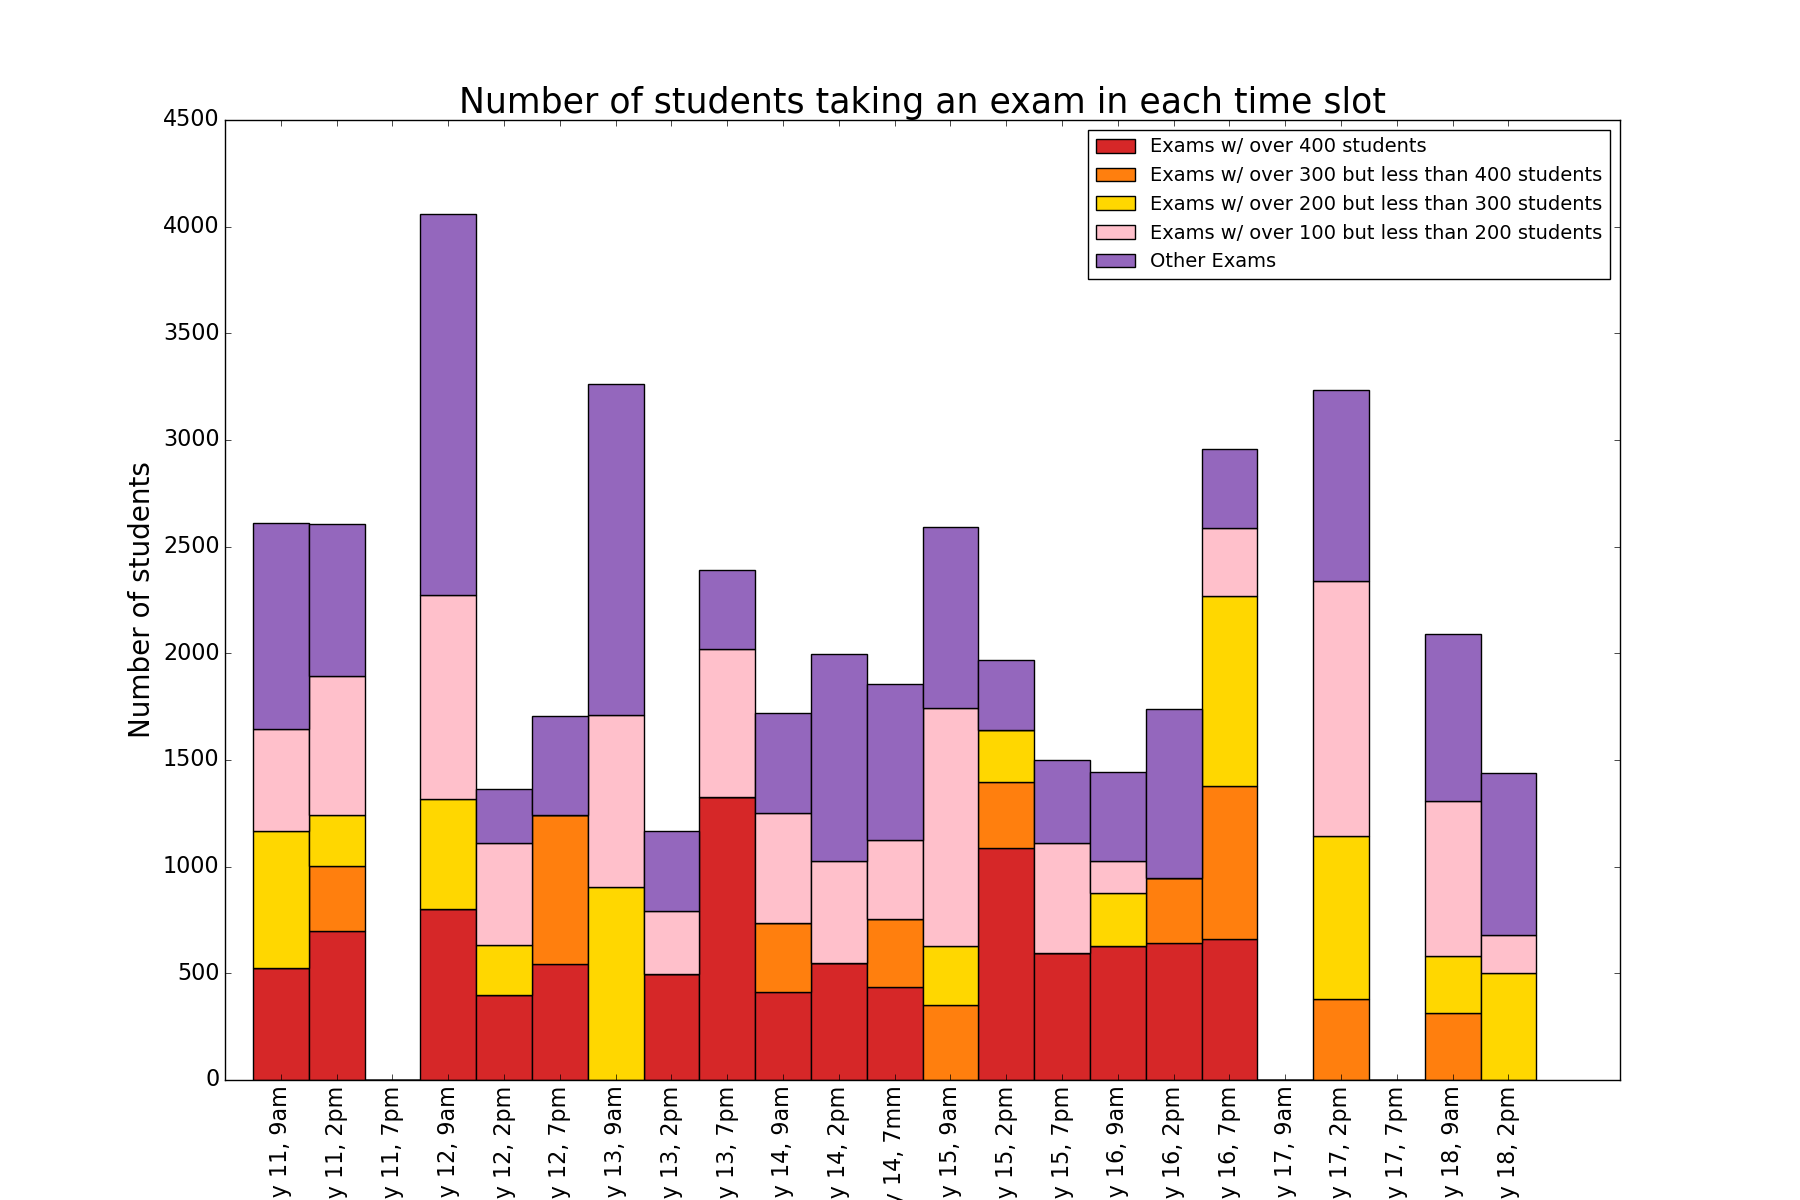 Number of students taking an exam in each time slot
Exams w/ over 400 students
Exams w/ over 300 but less than 400 students
Exams w/ over 200 but less than 300 students
Exams w/ over 100 but less than 200 students
Other Exams
Number of students
4500
4000
3500
3000
2500
2000
1500
1000
500
0
y 11, 9am
y 11, 2pm
y 11, 7pm
y 12, 9am
y 12, 2pm
y 12, 7pm
y 13, 9am
y 13, 2pm
y 13, 7pm
y 14, 9am
y 14, 2pm
y 14, 7mm
y 15, 9am
y 15, 2pm
y 15, 7pm
y 16, 9am
y 16, 2pm
y 16, 7pm
y 17, 9am
y 17, 2pm
y 17, 7pm
y 18, 9am
y 18, 2pm